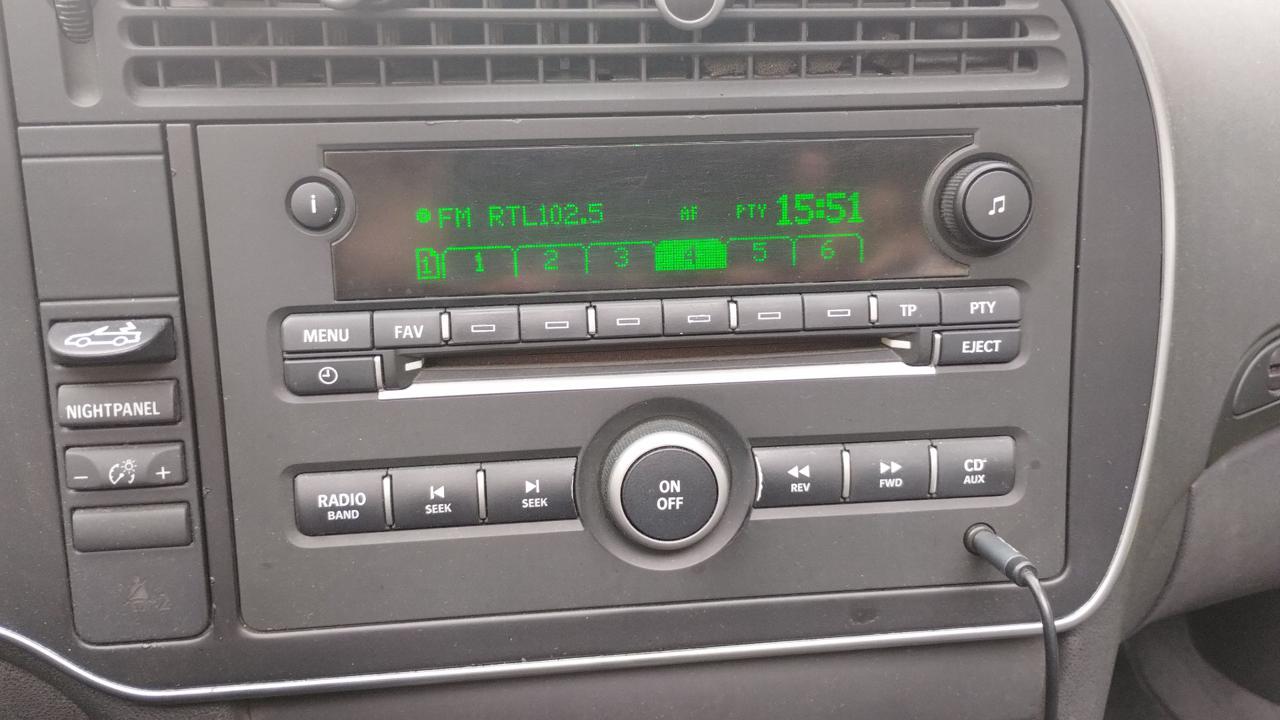 i
FM RTL102.5 AF PTY 15:51
1 1 2 3 4 5 6
MENU FAV TP PTY
EJECT
NIGHTPANEL
- +
RADIO BAND
SEEK
SEEK
ON OFF
REV
FWD
CD AUX